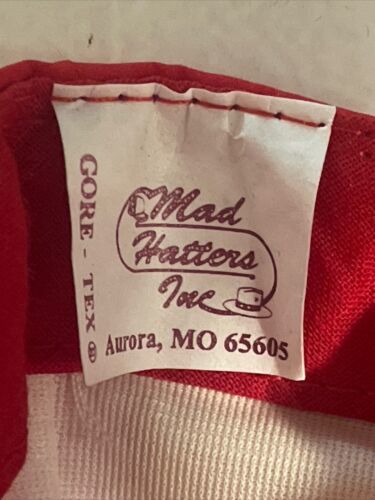 GORE - TEX ®
Mad
Hatters
Inc
Aurora, MO 65605